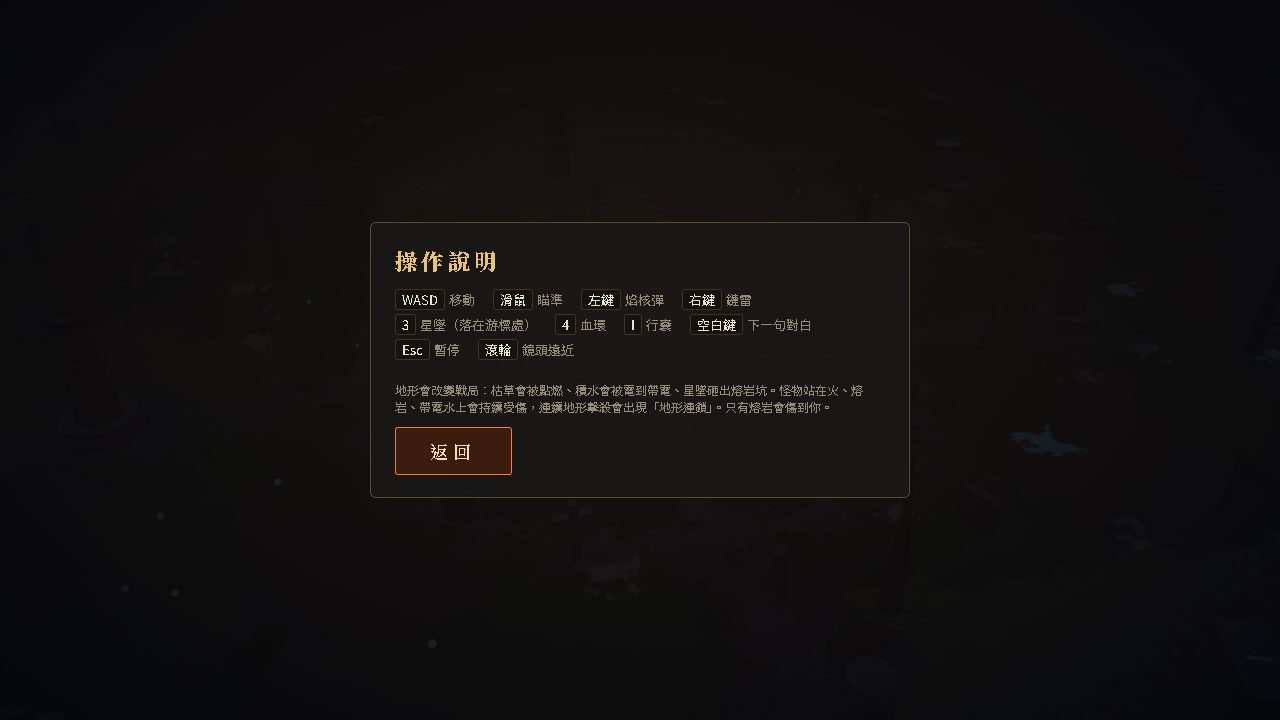 操作說明
WASD 移動 滑鼠 瞄準 左鍵 焰核彈 右鍵 鏈雷
3 星墜（落在游標處） 4 血環 I 行囊 空白鍵 下一句對白
Esc 暫停 滾輪 鏡頭遠近
地形會改變戰局：枯草會被點燃、積水會被電到帶電、星墜砸出熔岩坑。怪物站在火、熔
岩、帶電水上會持續受傷，連續地形擊殺會出現「地形連鎖」。只有熔岩會傷到你。
返回